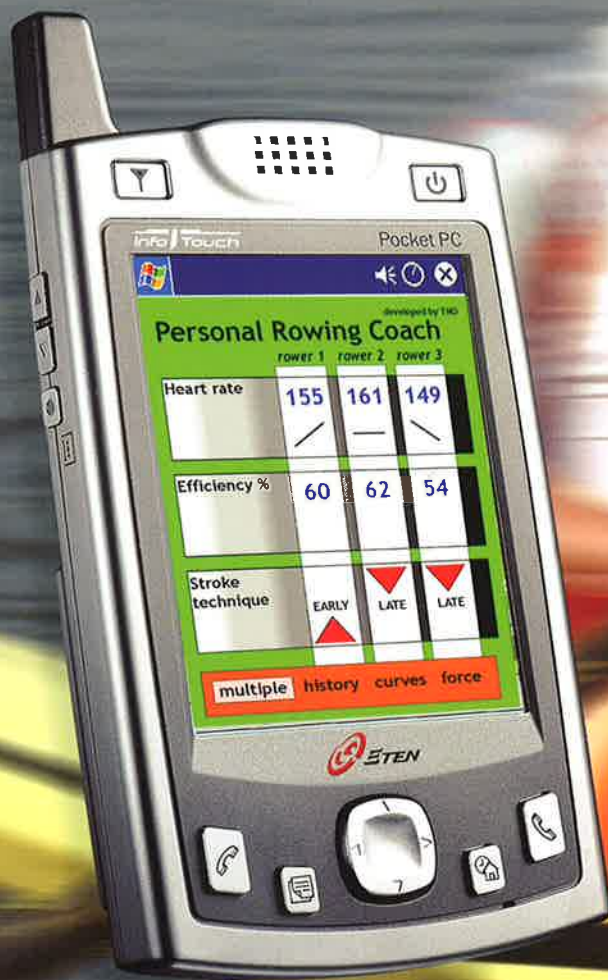 Info Touch
Pocket PC
developed by TNO
Personal Rowing Coach
rower 1 rower 2 rower 3
Heart rate 155 161 149
Efficiency % 60 62 54
Stroke
technique EARLY LATE LATE
multiple history curves force
ETEN